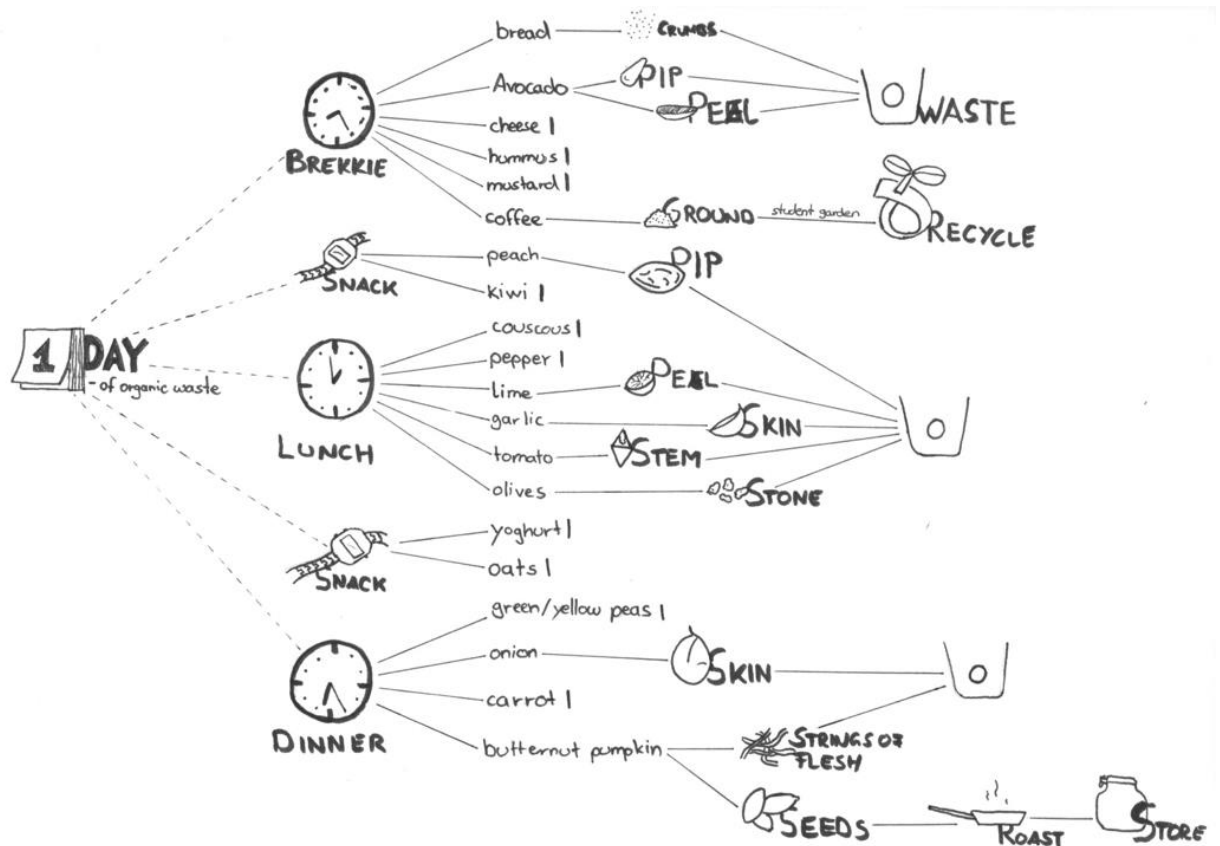 bread CRUMBS
Avocado PIP
PEEL
WASTE
cheese |
hummus |
mustard |
BREKKIE
coffee GROUND student garden RECYCLE
peach PIP
SNACK
kiwi |
couscous |
1 DAY
- of organic waste
pepper |
lime PEEL
garlic SKIN
LUNCH
tomato STEM
olives STONE
yoghurt |
oats |
SNACK
green/yellow peas |
onion SKIN
carrot |
DINNER
butternut pumpkin STRINGS OF
FLESH
SEEDS ROAST STORE